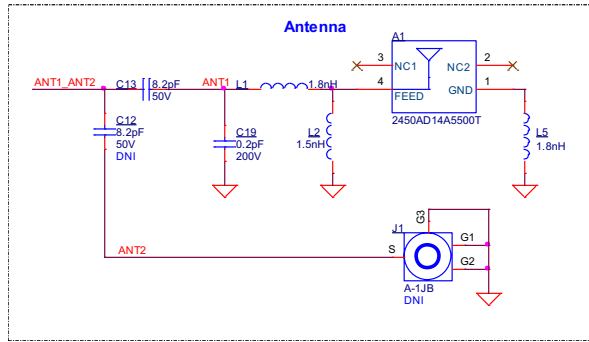 Antenna
A1
3 NC1 NC2 2
ANT1_ANT2 C13 8.2pF ANT1 L1 1.8nH 4 1
50V FEED GND
C12
8.2pF
50V
DNI
C19
0.2pF
200V
L2
1.5nH
2450AD14A5500T
L5
1.8nH
G3
J1
ANT2 S G1
G2
A-1JB
DNI